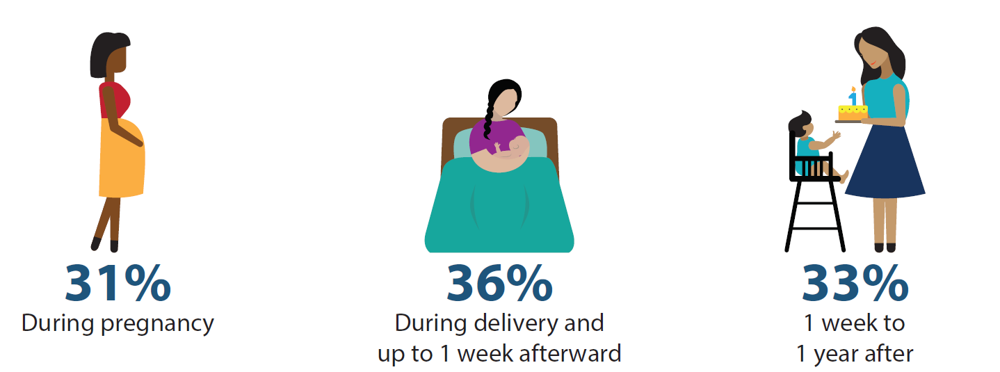 1
31%
During pregnancy
36%
During delivery and
up to 1 week afterward
33%
1 week to
1 year after